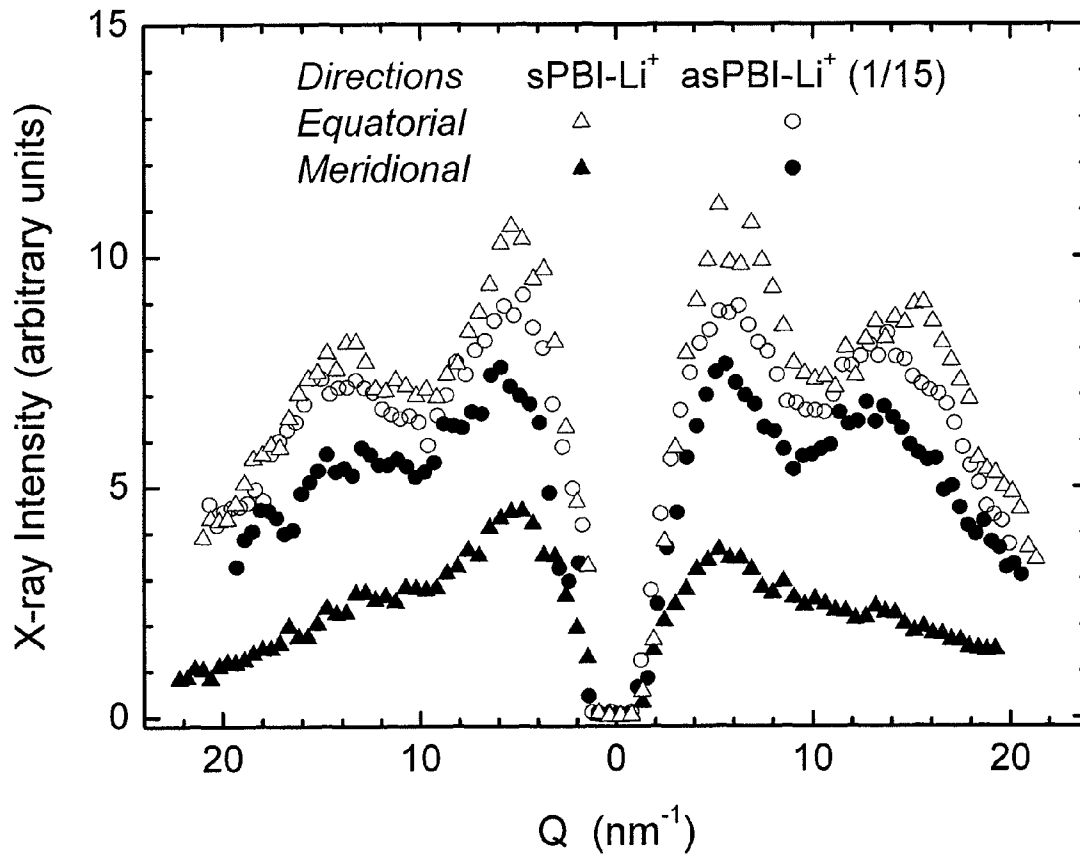 15
10
5
0
X-ray Intensity (arbitrary units)
Directions sPBI-Li⁺ asPBI-Li⁺ (1/15)
Equatorial
Meridional
20 10 0 10 20
Q (nm⁻¹)